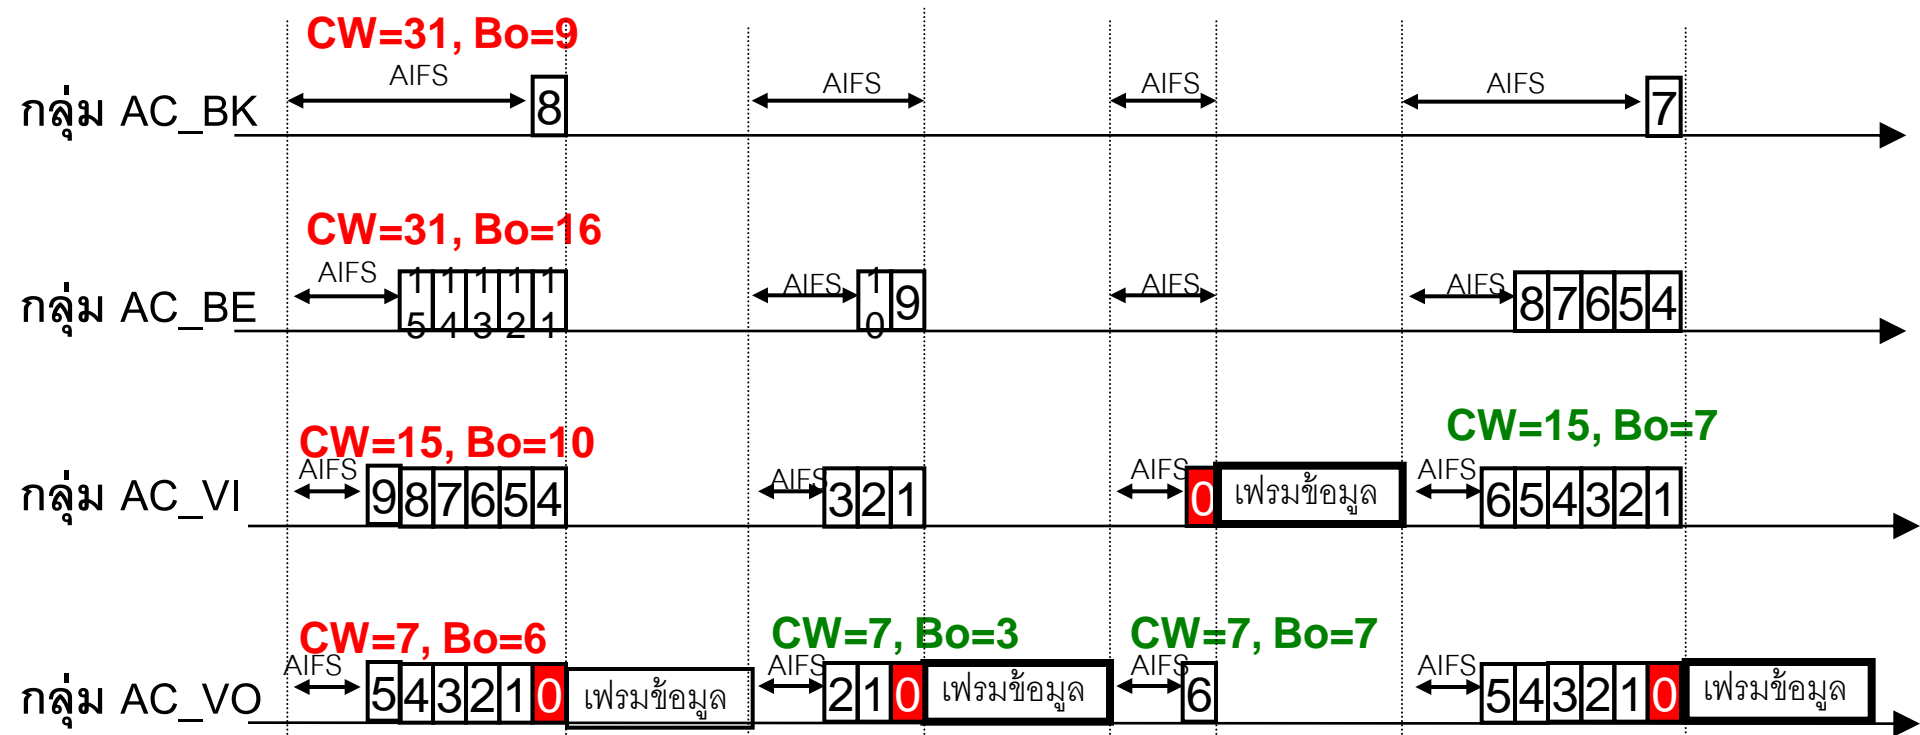 CW=31, Bo=9
AIFS AIFS AIFS AIFS
กลุ่ม AC_BK 8 7
CW=31, Bo=16
AIFS AIFS AIFS AIFS
กลุ่ม AC_BE 15 14 13 12 11 10 9 8 7 6 5 4
CW=15, Bo=10 CW=15, Bo=7
AIFS AIFS AIFS AIFS
กลุ่ม AC_VI 9 8 7 6 5 4 3 2 1 0 เฟรมข้อมูล 6 5 4 3 2 1
CW=7, Bo=6 CW=7, Bo=3 CW=7, Bo=7
AIFS AIFS AIFS AIFS
กลุ่ม AC_VO 5 4 3 2 1 0 เฟรมข้อมูล 2 1 0 เฟรมข้อมูล 6 5 4 3 2 1 0 เฟรมข้อมูล